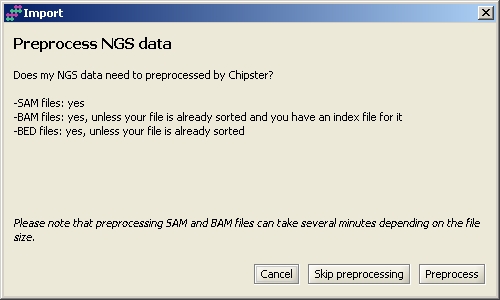 Import
Preprocess NGS data
Does my NGS data need to preprocessed by Chipster?
-SAM files: yes
-BAM files: yes, unless your file is already sorted and you have an index file for it
-BED files: yes, unless your file is already sorted
Please note that preprocessing SAM and BAM files can take several minutes depending on the file
size.
Cancel Skip preprocessing Preprocess